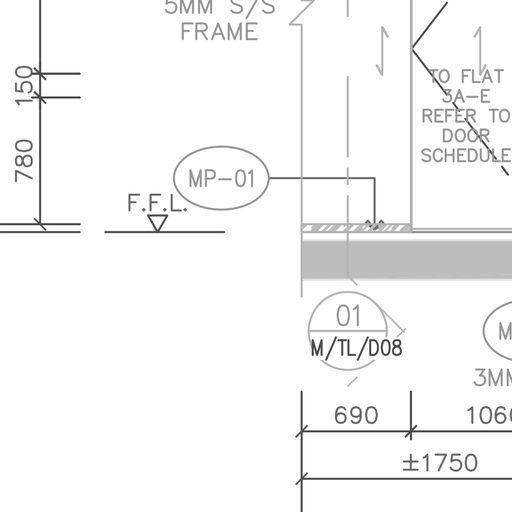 5MM S/S
FRAME
150
780
TO FLAT
3A-E
REFER TO
DOOR
SCHEDULE
MP-01
F.F.L.
01
M/TL/D08
M
3MM
690
1060
±1750